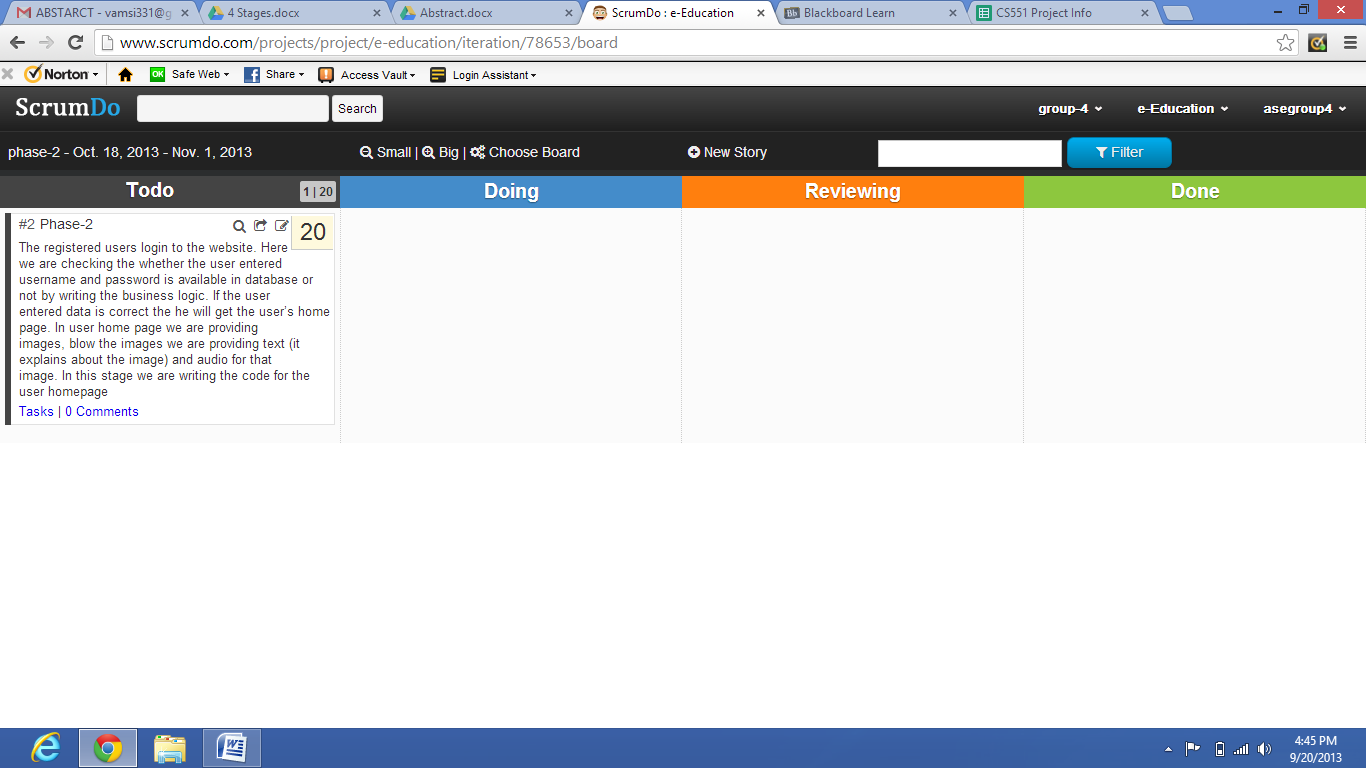 ABSTARCT - vamsi331@g
4 Stages.docx
Abstract.docx
ScrumDo : e-Education
Bb Blackboard Learn
CS551 Project Info
www.scrumdo.com/projects/project/e-education/iteration/78653/board
Norton
OK Safe Web
Share
Access Vault
Login Assistant
ScrumDo
Search
group-4
e-Education
asegroup4
phase-2 - Oct. 18, 2013 - Nov. 1, 2013
Small | Big | Choose Board
New Story
Filter
Todo
1 | 20
Doing
Reviewing
Done
#2 Phase-2
20
The registered users login to the website. Here
we are checking the whether the user entered
username and password is available in database or
not by writing the business logic. If the user
entered data is correct the he will get the user's home
page. In user home page we are providing
images, blow the images we are providing text (it
explains about the image) and audio for that
image. In this stage we are writing the code for the
user homepage
Tasks | 0 Comments
4:45 PM
9/20/2013